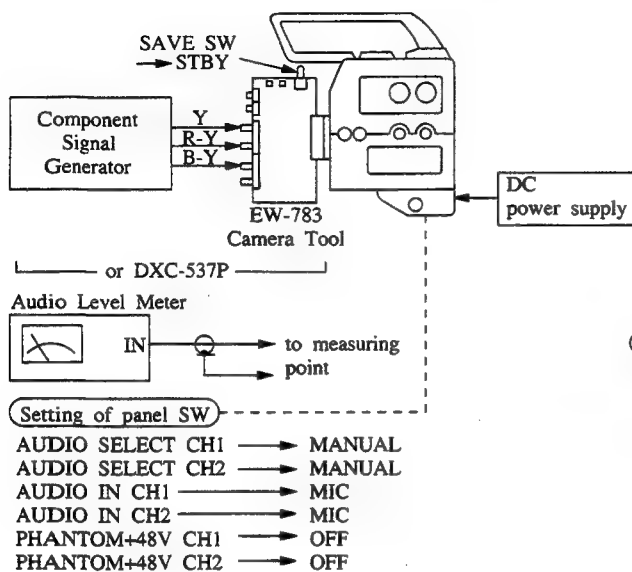 SAVE SW
→ STBY
Component
Signal
Generator
Y
R-Y
B-Y
EW-783
Camera Tool
DC
power supply
or DXC-537P
Audio Level Meter
IN
to measuring
point
Setting of panel SW
AUDIO SELECT CH1 → MANUAL
AUDIO SELECT CH2 → MANUAL
AUDIO IN CH1 → MIC
AUDIO IN CH2 → MIC
PHANTOM+48V CH1 → OFF
PHANTOM+48V CH2 → OFF